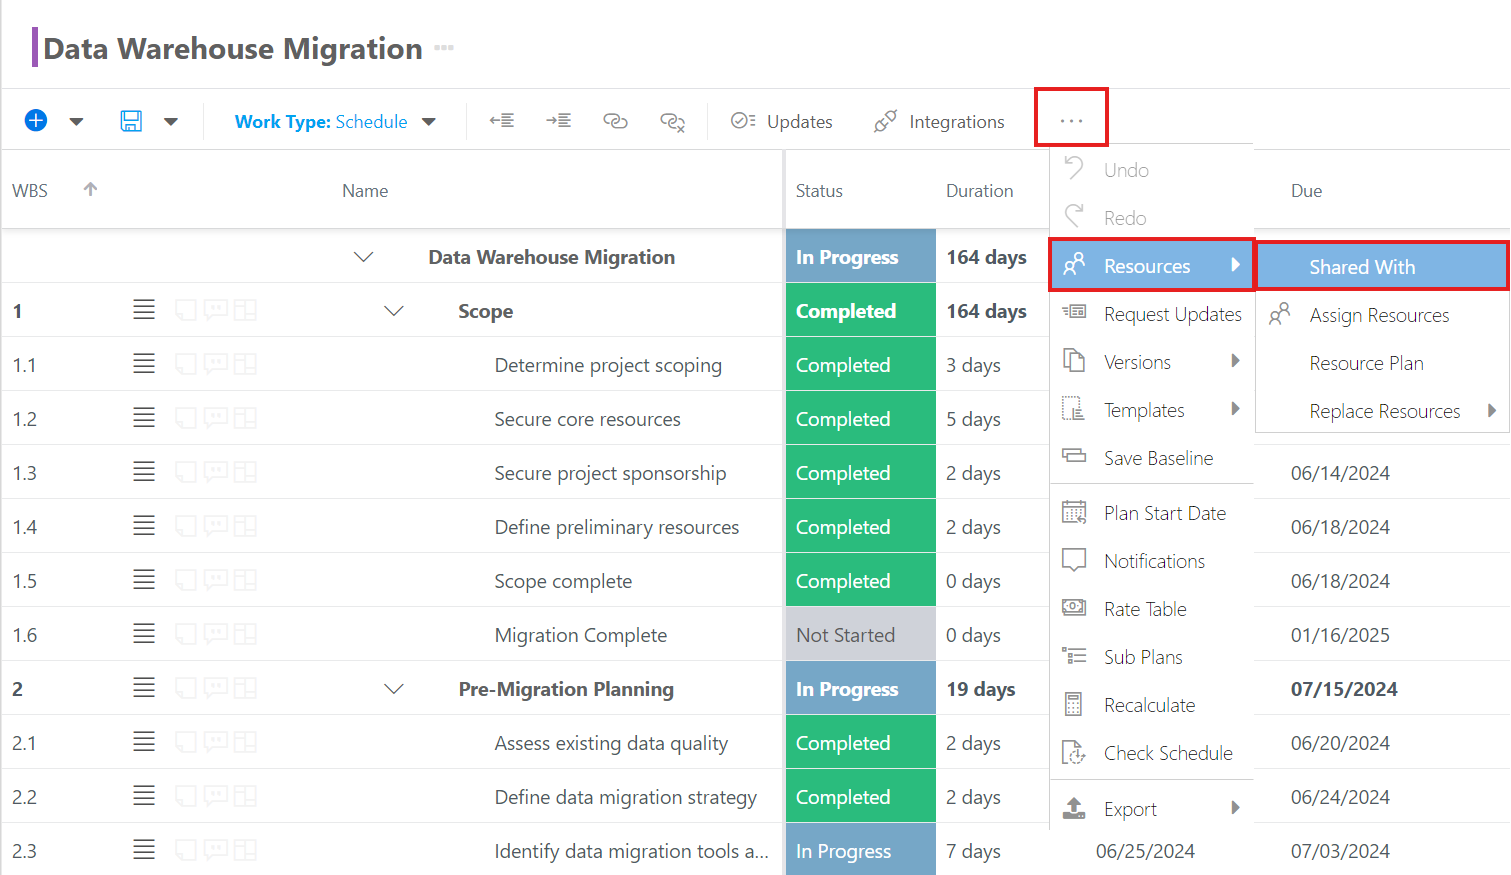 Data Warehouse Migration
Work Type: Schedule
Updates
Integrations
WBS
Name
Status
Duration
Due
Undo
Redo
Resources
Request Updates
Versions
Templates
Save Baseline
Plan Start Date
Notifications
Rate Table
Sub Plans
Recalculate
Check Schedule
Export
Shared With
Assign Resources
Resource Plan
Replace Resources
Data Warehouse Migration In Progress 164 days
1 Scope Completed 164 days
1.1 Determine project scoping Completed 3 days
1.2 Secure core resources Completed 5 days
1.3 Secure project sponsorship Completed 2 days 06/14/2024
1.4 Define preliminary resources Completed 2 days 06/18/2024
1.5 Scope complete Completed 0 days 06/18/2024
1.6 Migration Complete Not Started 0 days 01/16/2025
2 Pre-Migration Planning In Progress 19 days 07/15/2024
2.1 Assess existing data quality Completed 2 days 06/20/2024
2.2 Define data migration strategy Completed 2 days 06/24/2024
2.3 Identify data migration tools a... In Progress 7 days 06/25/2024 07/03/2024